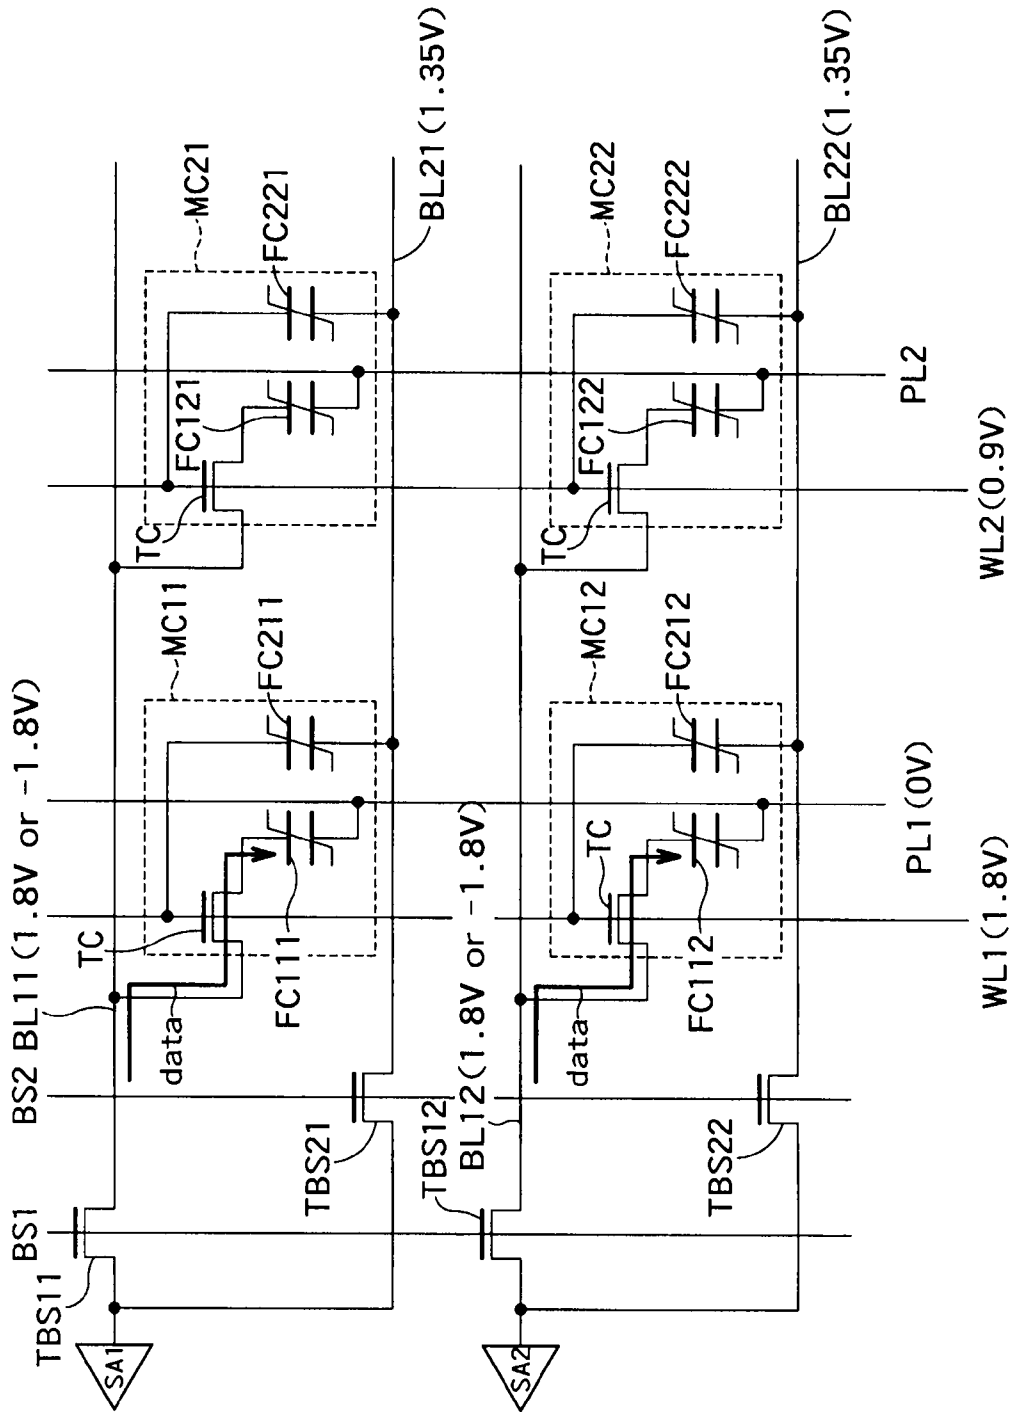 BS1
BS2
BL11(1.8V or -1.8V)
TBS11
SA1
TC
data
FC111
MC11
FC211
TBS21
TC
FC121
MC21
FC221
BL21(1.35V)
BL12(1.8V or -1.8V)
TBS12
SA2
TC
data
FC112
MC12
FC212
TBS22
TC
FC122
MC22
FC222
BL22(1.35V)
PL1(0V)
WL1(1.8V)
PL2
WL2(0.9V)